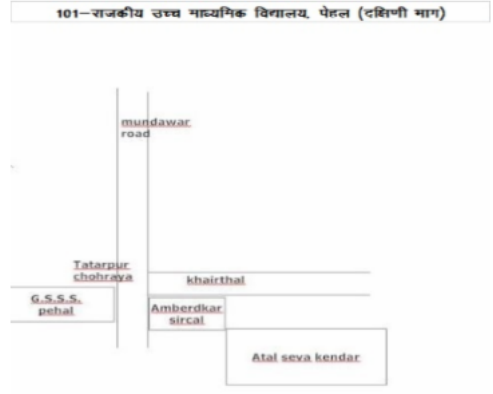 101–राजकीय उच्च माध्यमिक विद्यालय, पेहल (दक्षिणी भाग)
mundawar
road
Tatarpur
chohraya
khairthal
G.S.S.S.
pehal
Amberdkar
sircal
Atal seva kendar